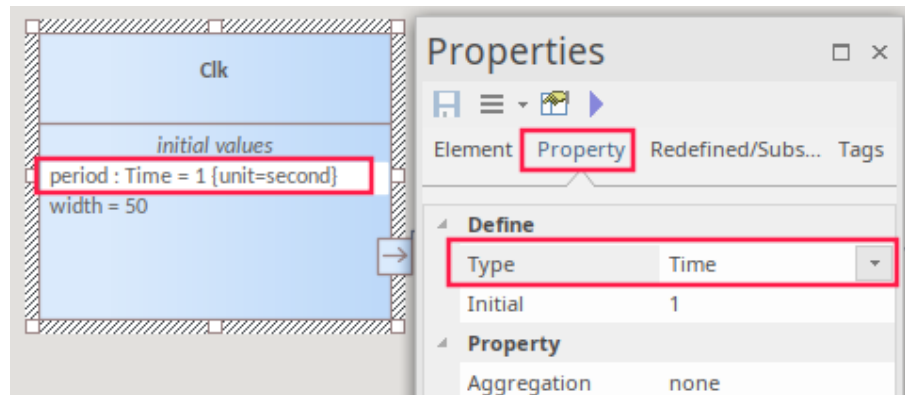 Clk
initial values
period : Time = 1 {unit=second}
width = 50
Properties
Element Property Redefined/Subs... Tags
Define
Type Time
Initial 1
Property
Aggregation none